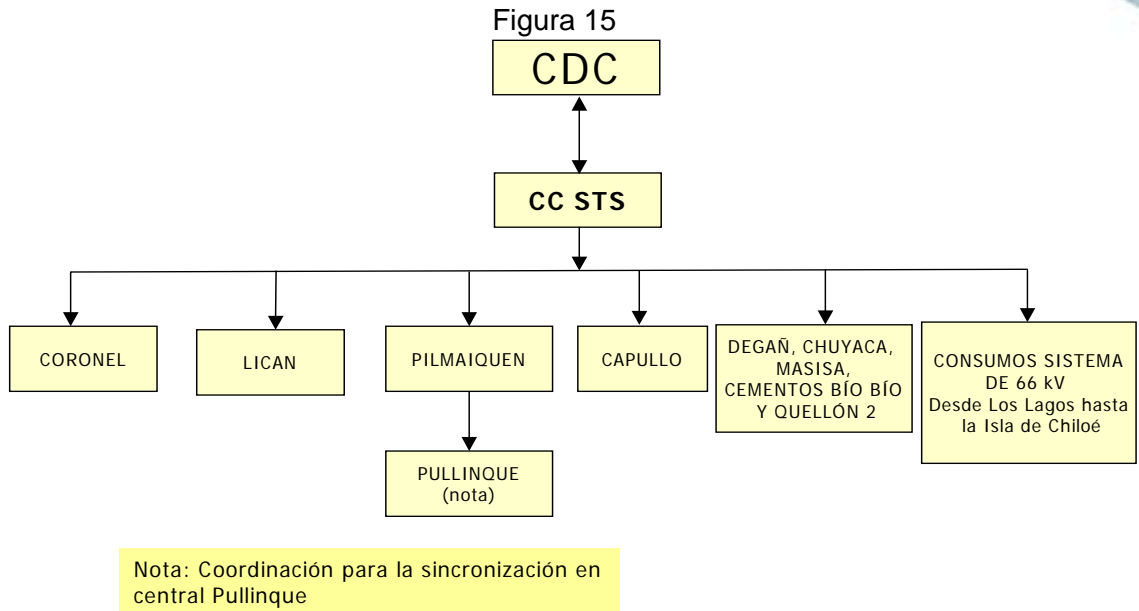 Figura 15
CDC
CC STS
CORONEL
LICAN
PILMAIQUEN
CAPULLO
DEGAÑ, CHUYACA,
MASISA,
CEMENTOS BÍO BÍO
Y QUELLÓN 2
CONSUMOS SISTEMA
DE 66 kV
Desde Los Lagos hasta
la Isla de Chiloé
PULLINQUE
(nota)
Nota: Coordinación para la sincronización en
central Pullinque